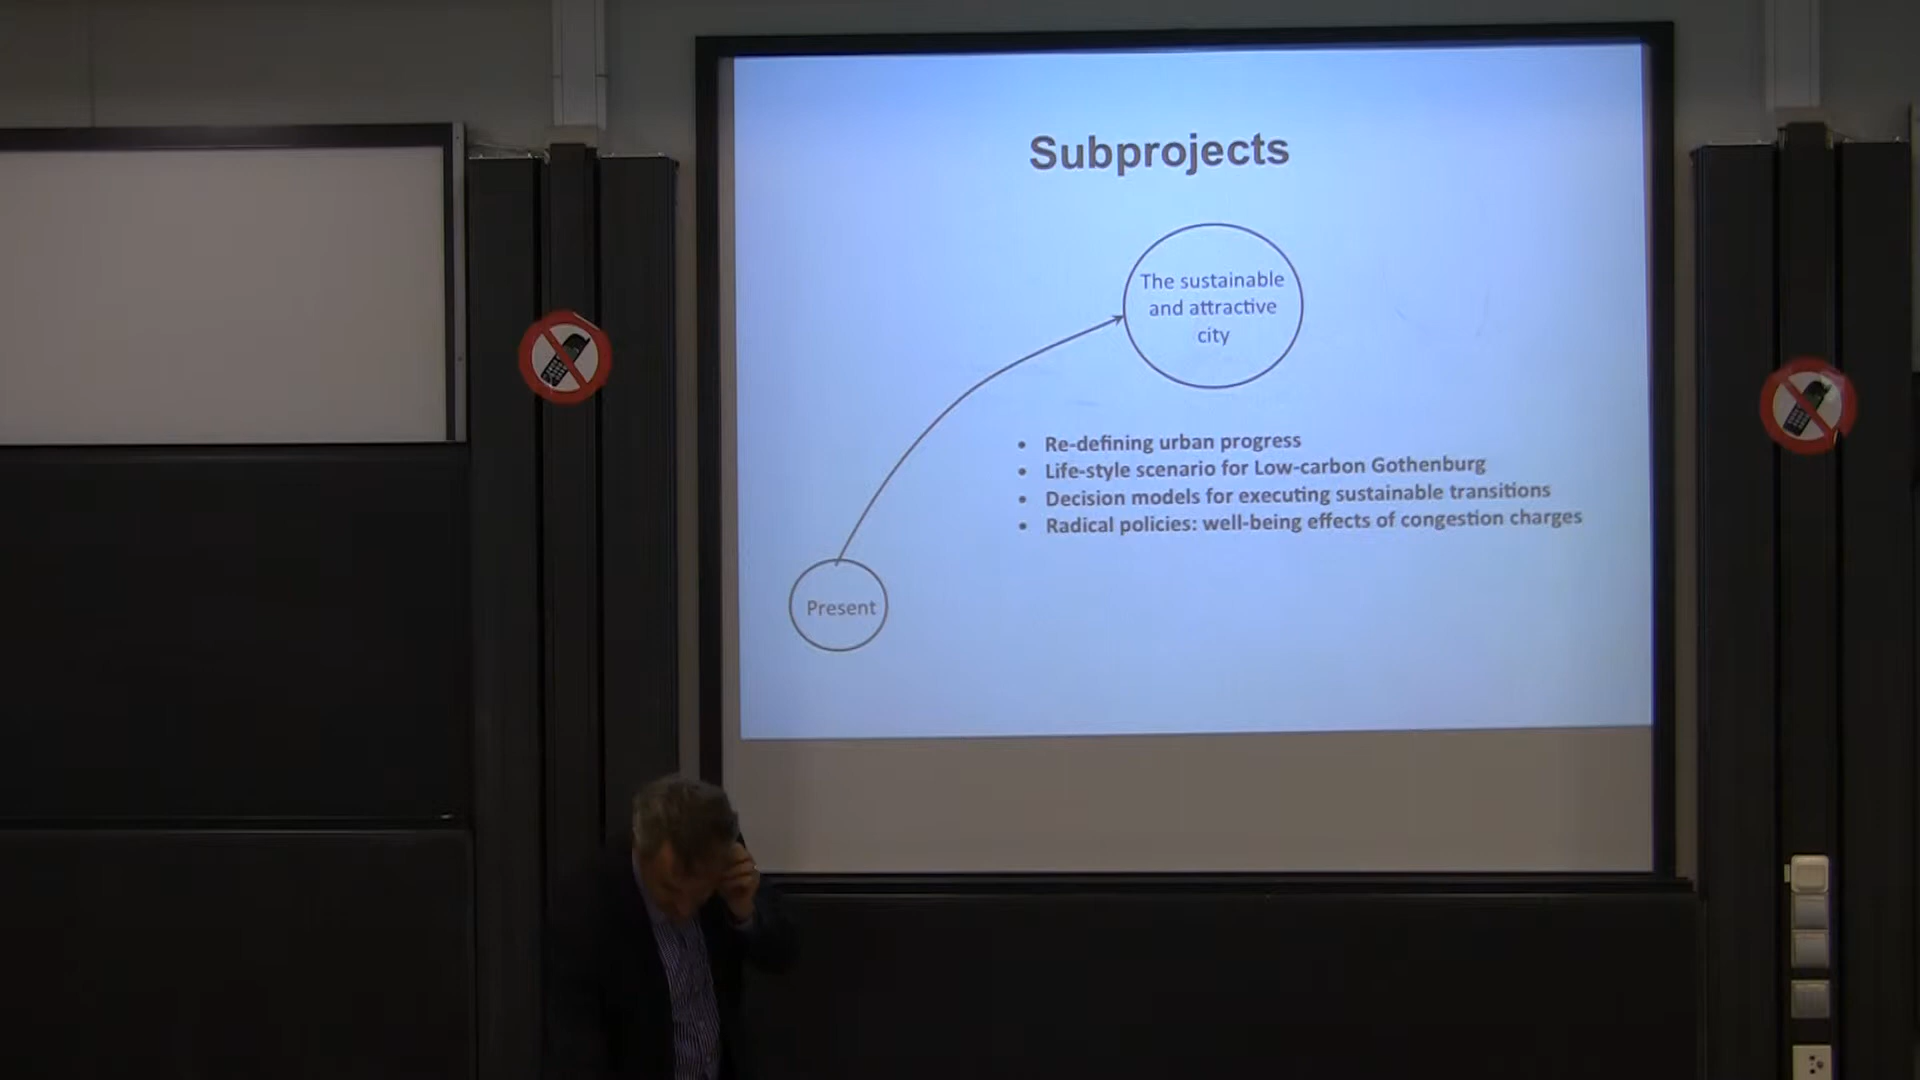 Subprojects
The sustainable
and attractive
city
• Re-defining urban progress
• Life-style scenario for Low-carbon Gothenburg
• Decision models for executing sustainable transitions
• Radical policies: well-being effects of congestion charges
Present